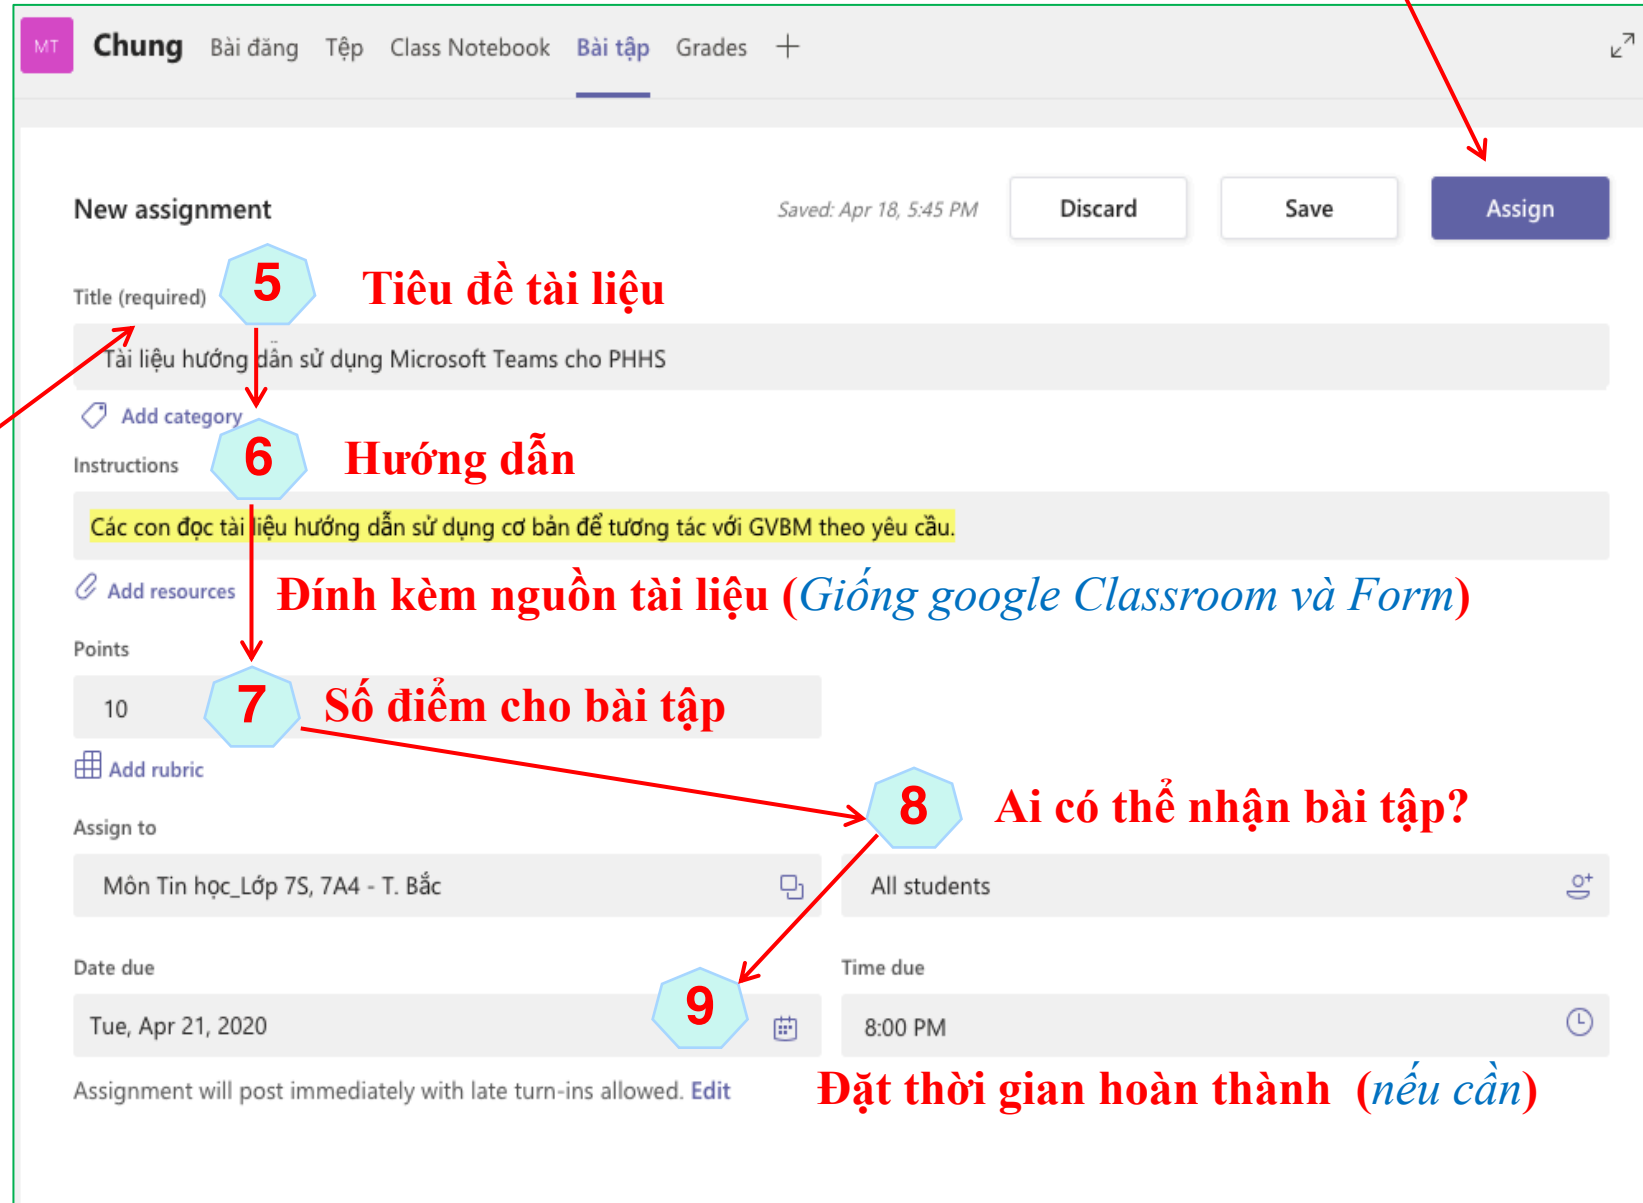 MT Chung Bài đăng Tệp Class Notebook Bài tập Grades
New assignment Saved: Apr 18, 5:45 PM Discard Save Assign
Title (required) 5 Tiêu đề tài liệu
Tài liệu hướng dẫn sử dụng Microsoft Teams cho PHHS
Add category
Instructions 6 Hướng dẫn
Các con đọc tài liệu hướng dẫn sử dụng cơ bản để tương tác với GVBM theo yêu cầu.
Add resources Đính kèm nguồn tài liệu (Giống google Classroom và Form)
Points
10 7 Số điểm cho bài tập
Add rubric
8 Ai có thể nhận bài tập?
Assign to
Môn Tin học_Lớp 7S, 7A4 - T. Bắc All students
Date due Time due
Tue, Apr 21, 2020 9 8:00 PM
Assignment will post immediately with late turn-ins allowed. Edit Đặt thời gian hoàn thành (nếu cần)